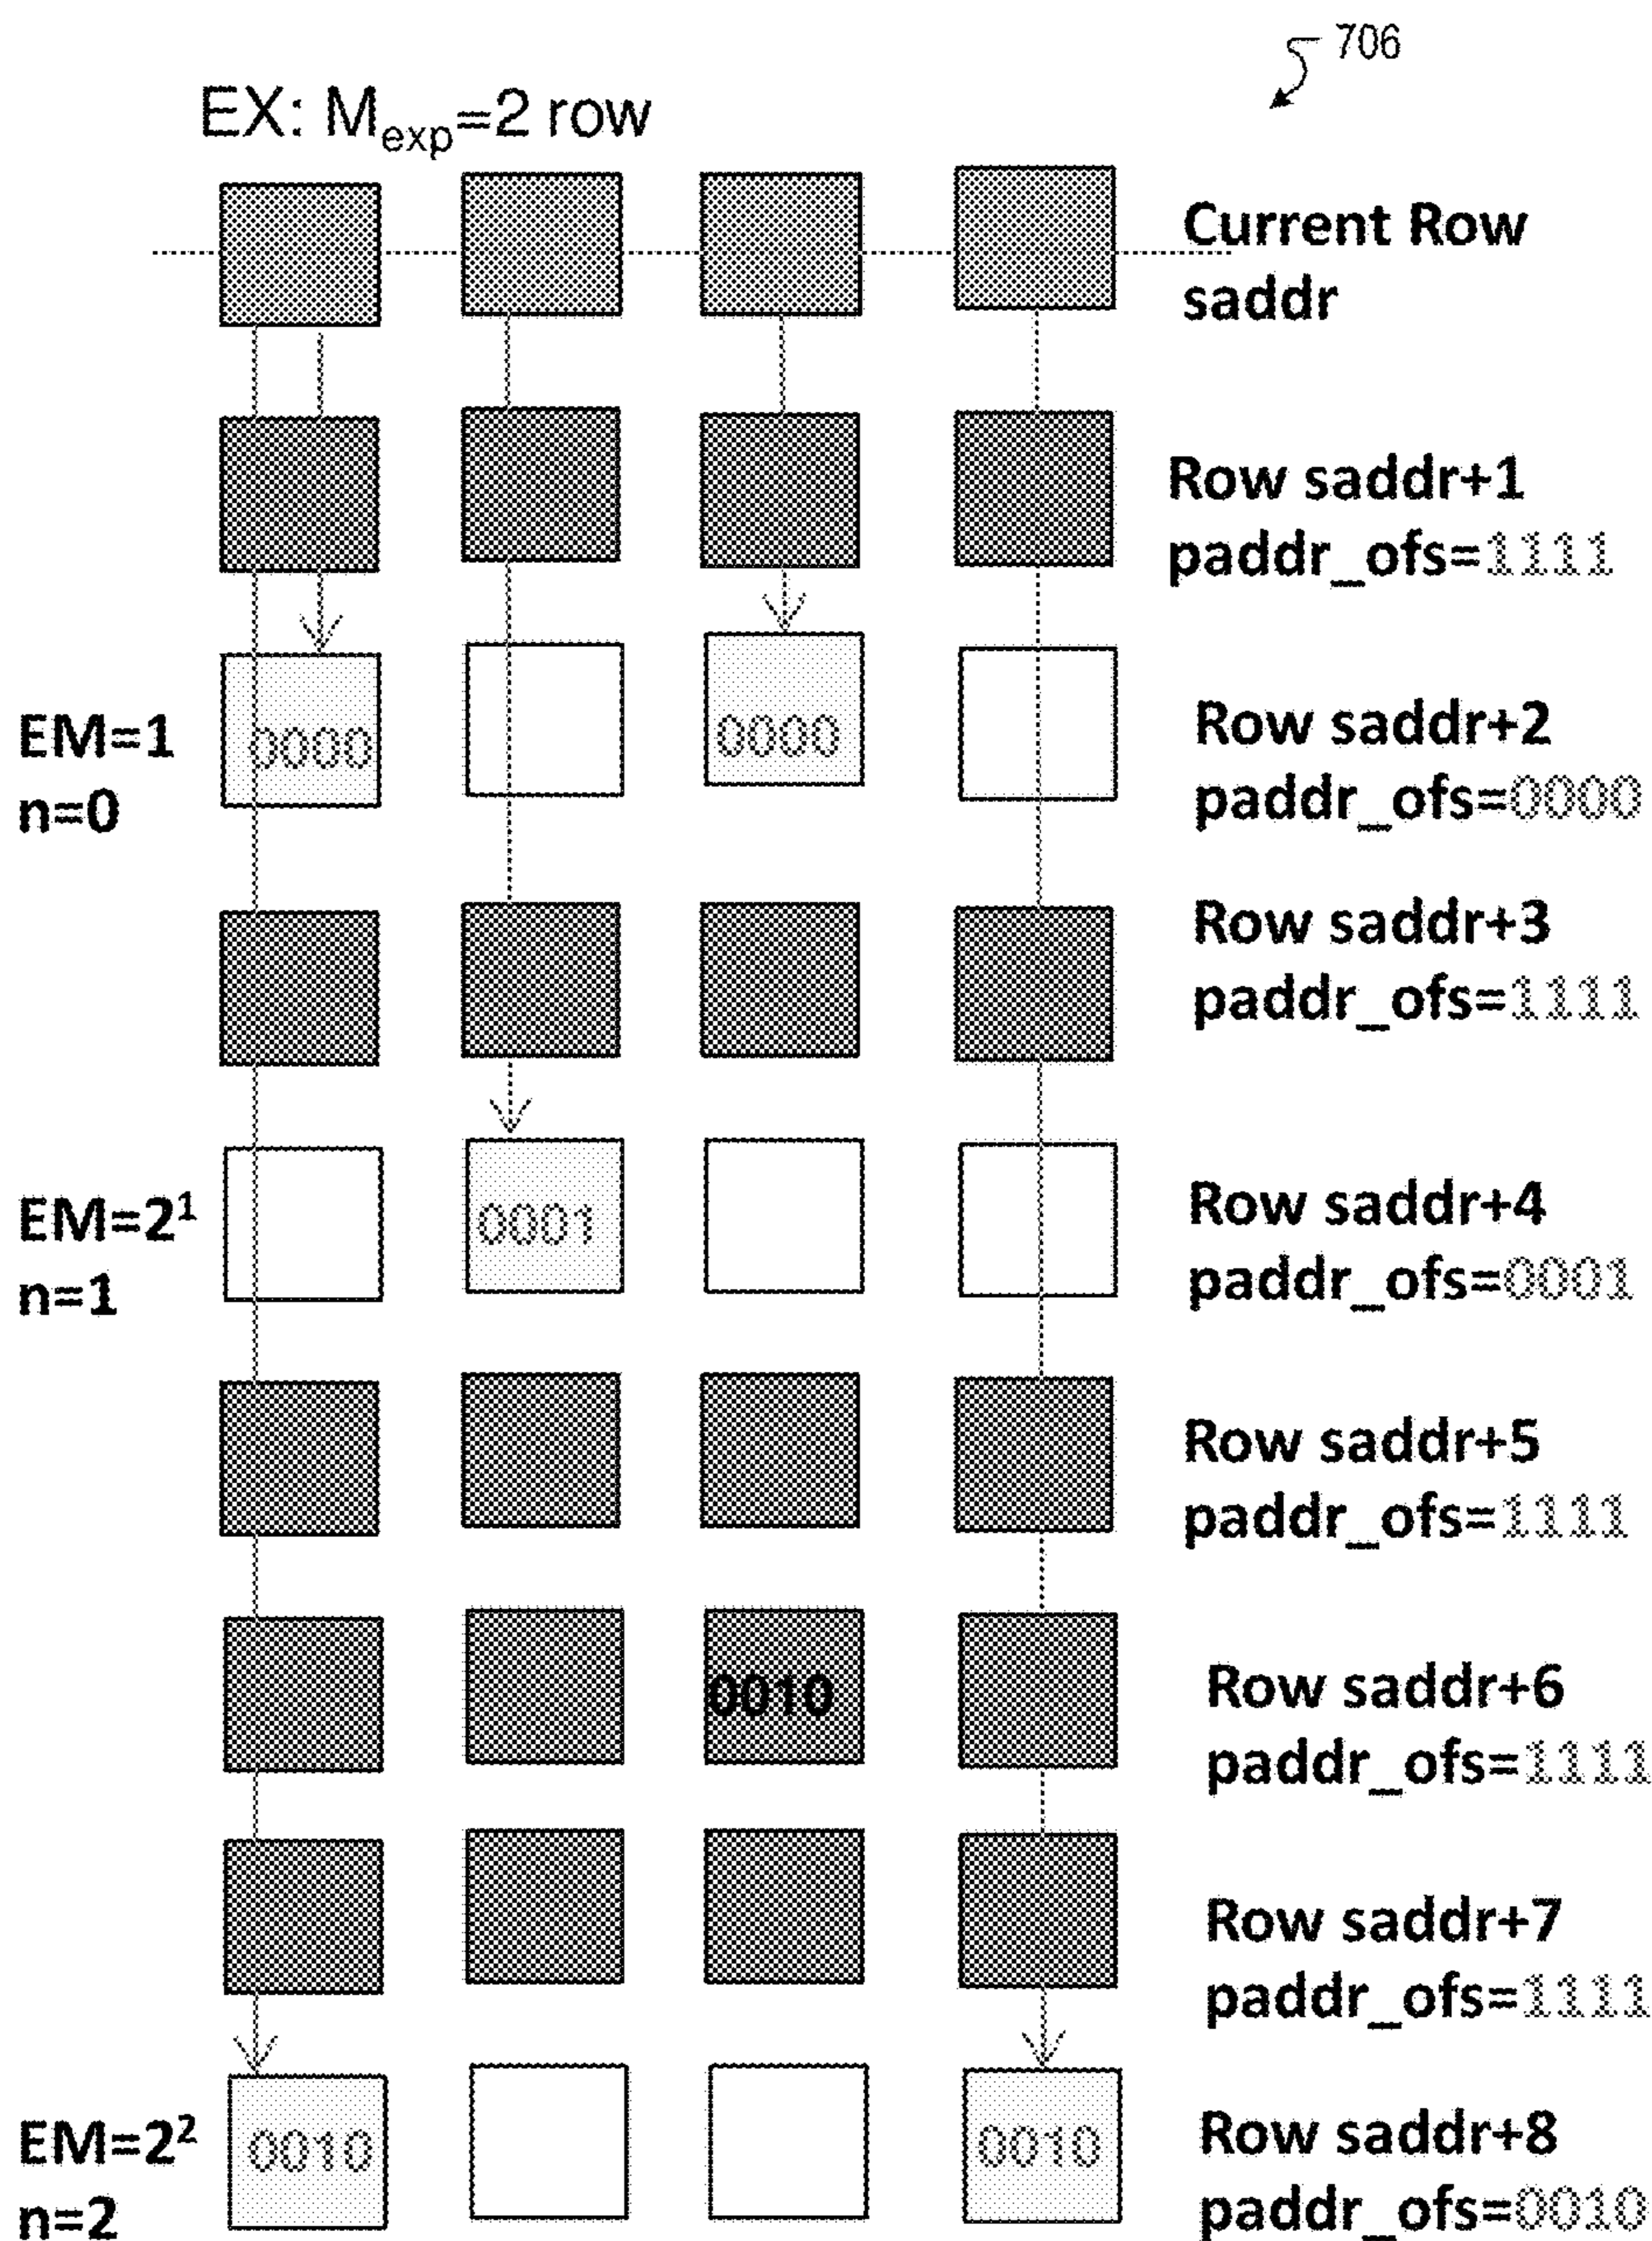 706
EX: Mexp=2 row
Current Row
saddr
Row saddr+1
paddr_ofs=1111
EM=1
n=0
0000
0000
Row saddr+2
paddr_ofs=0000
Row saddr+3
paddr_ofs=1111
EM=2¹
n=1
0001
Row saddr+4
paddr_ofs=0001
Row saddr+5
paddr_ofs=1111
0010
Row saddr+6
paddr_ofs=1111
Row saddr+7
paddr_ofs=1111
EM=2²
n=2
0010
0010
Row saddr+8
paddr_ofs=0010